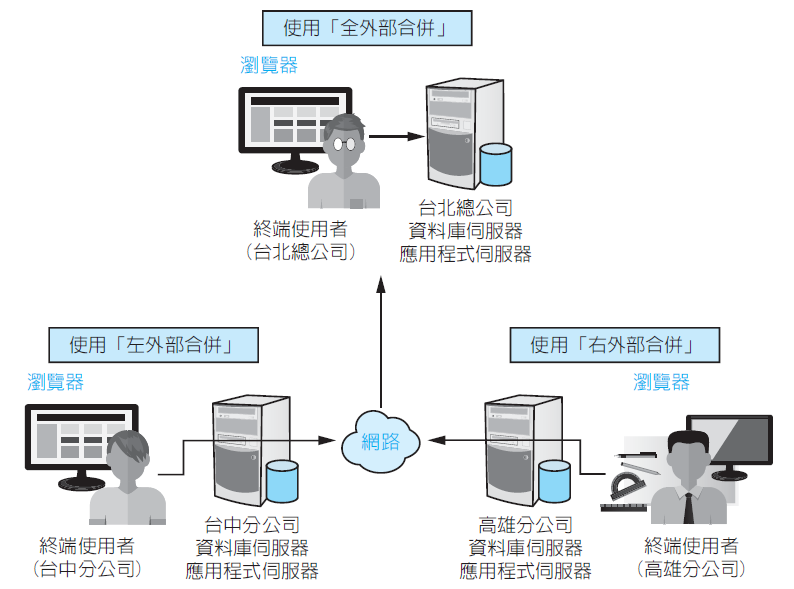 使用「全外部合併」
瀏覽器
台北總公司
資料庫伺服器
應用程式伺服器
終端使用者
（台北總公司）
使用「左外部合併」
瀏覽器
網路
台中分公司
資料庫伺服器
應用程式伺服器
終端使用者
（台中分公司）
使用「右外部合併」
瀏覽器
高雄分公司
資料庫伺服器
應用程式伺服器
終端使用者
（高雄分公司）